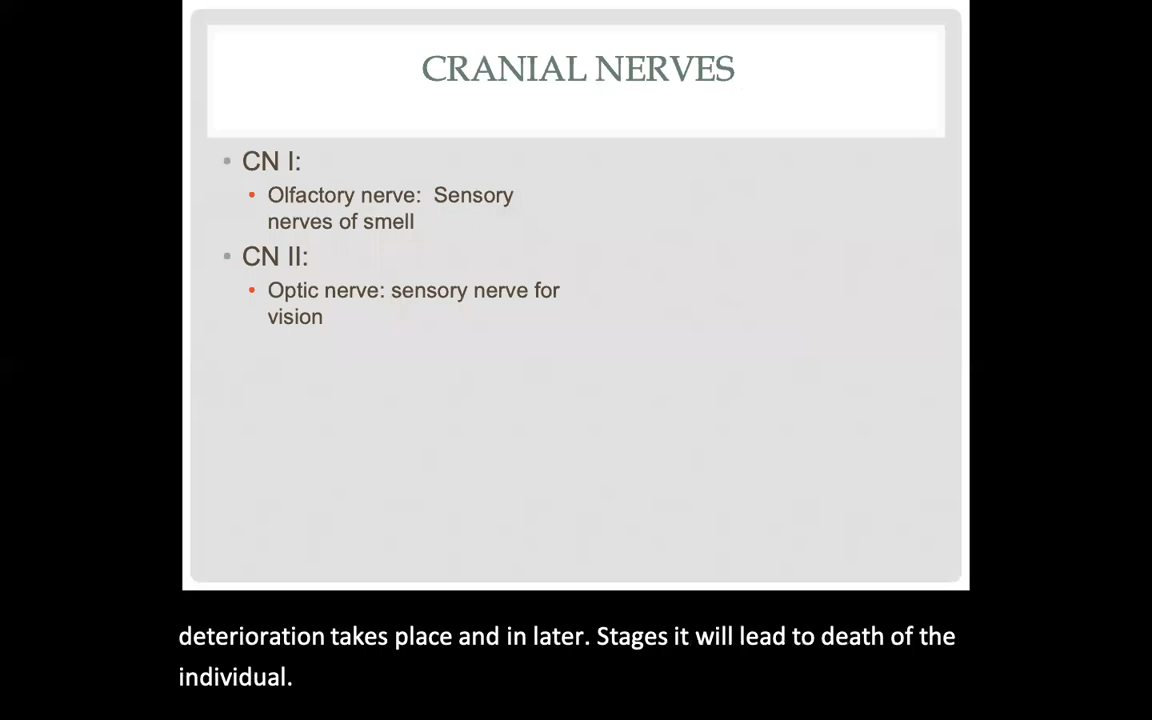 CRANIAL NERVES
• CN I:
• Olfactory nerve: Sensory
nerves of smell
• CN II:
• Optic nerve: sensory nerve for
vision
deterioration takes place and in later. Stages it will lead to death of the
individual.